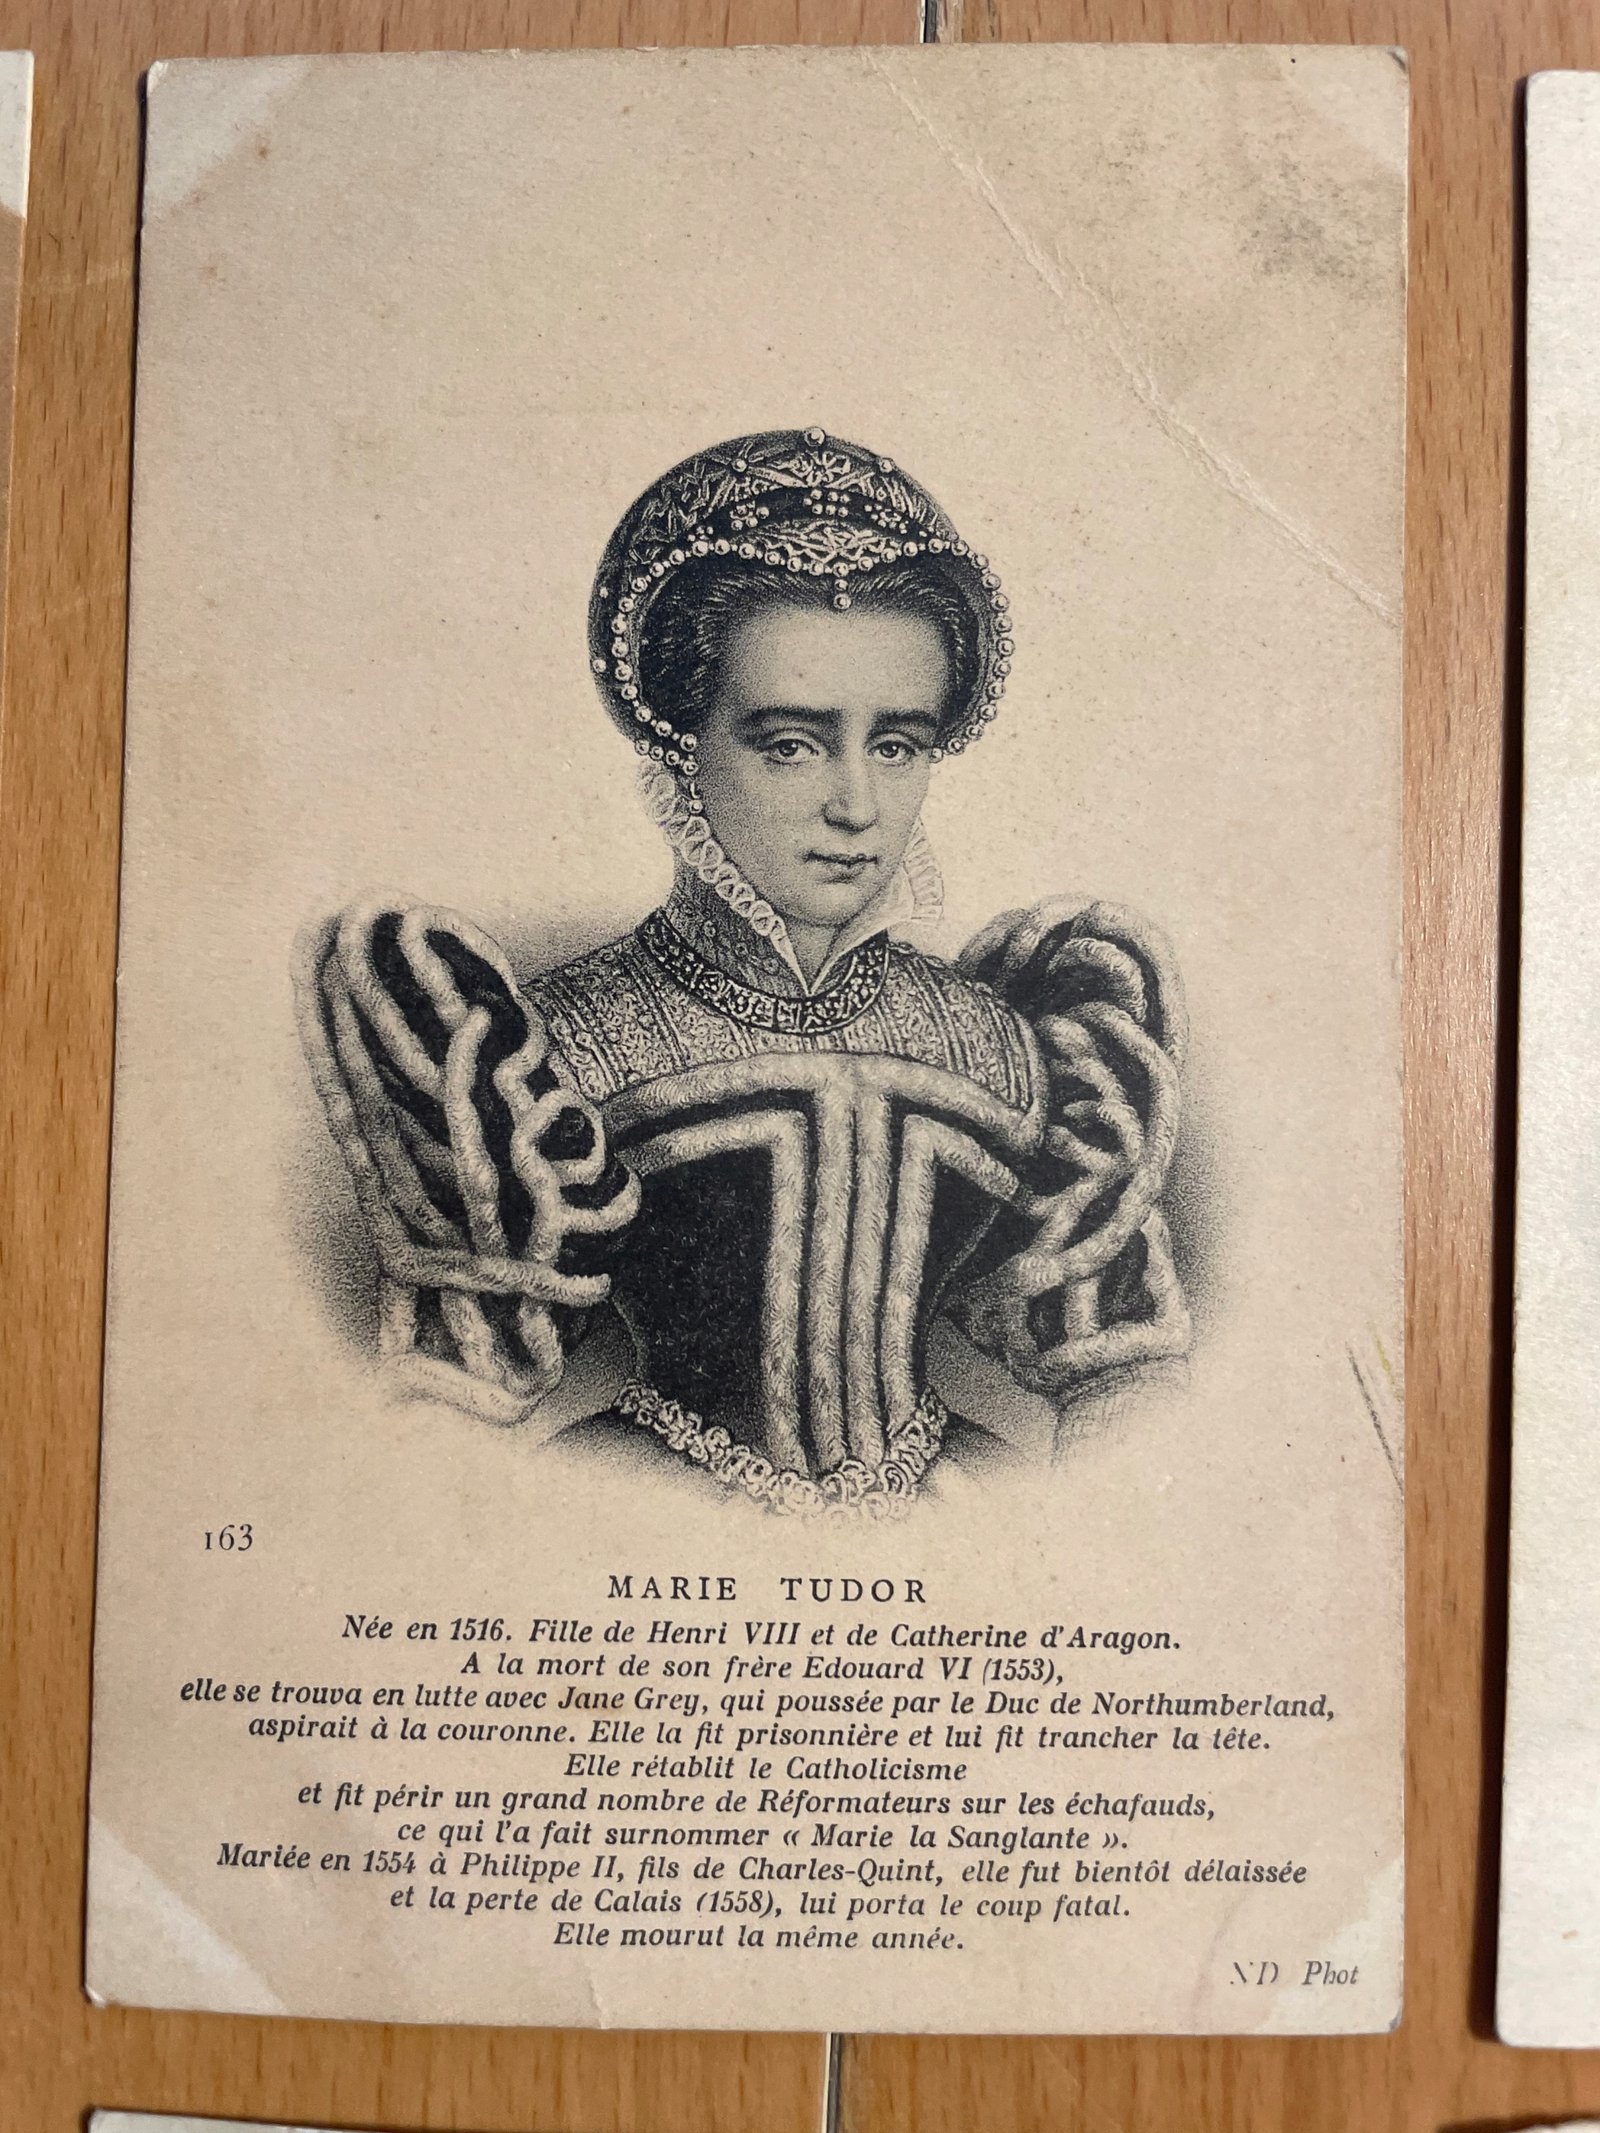 163
MARIE TUDOR
Née en 1516. Fille de Henri VIII et de Catherine d'Aragon.
A la mort de son frère Edouard VI (1553),
elle se trouva en lutte avec Jane Grey, qui poussée par le Duc de Northumberland,
aspirait à la couronne. Elle la fit prisonnière et lui fit trancher la tête.
Elle rétablit le Catholicisme
et fit périr un grand nombre de Réformateurs sur les échafauds,
ce qui l'a fait surnommer « Marie la Sanglante ».
Mariée en 1554 à Philippe II, fils de Charles-Quint, elle fut bientôt délaissée
et la perte de Calais (1558), lui porta le coup fatal.
Elle mourut la même année.
ND Phot